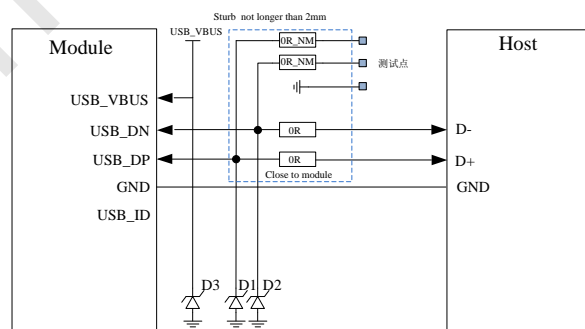 Sturb not longer than 2mm
USB_VBUS
Module
Host
0R_NM
0R_NM
测试点
USB_VBUS
USB_DN
0R
D-
USB_DP
0R
D+
Close to module
GND
GND
USB_ID
D3
D1
D2